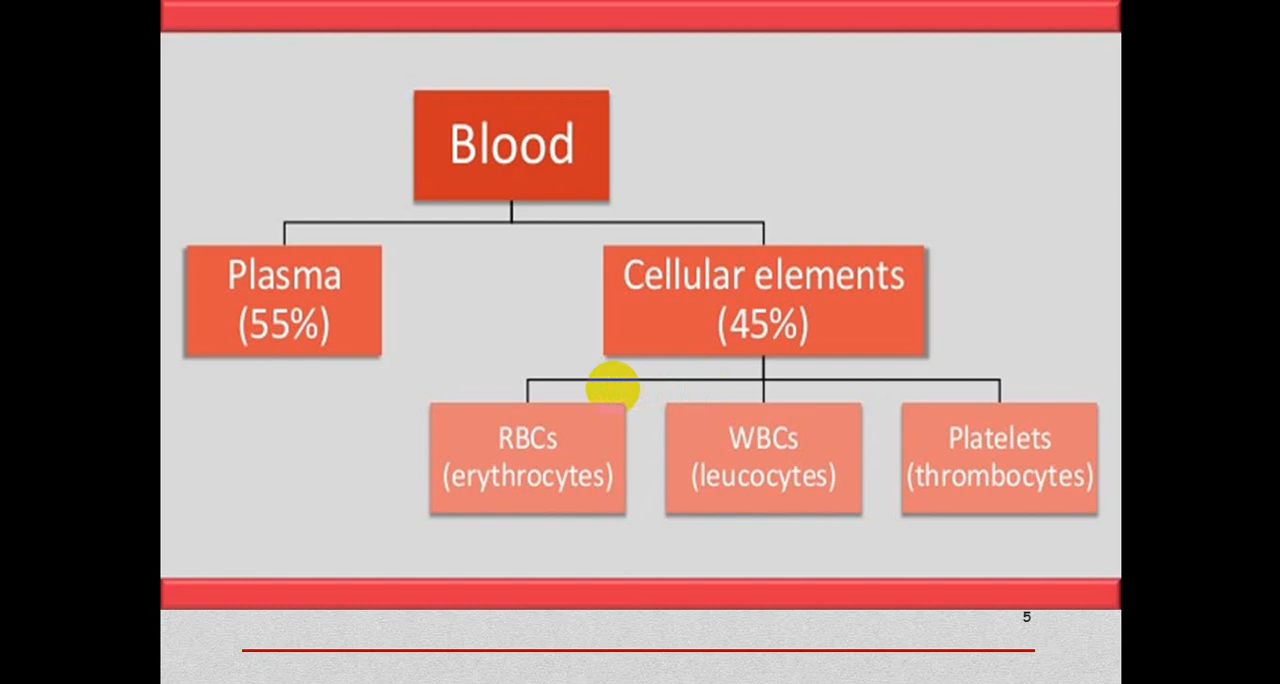 Blood
Plasma
(55%)
Cellular elements
(45%)
RBCs
(erythrocytes)
WBCs
(leucocytes)
Platelets
(thrombocytes)
5